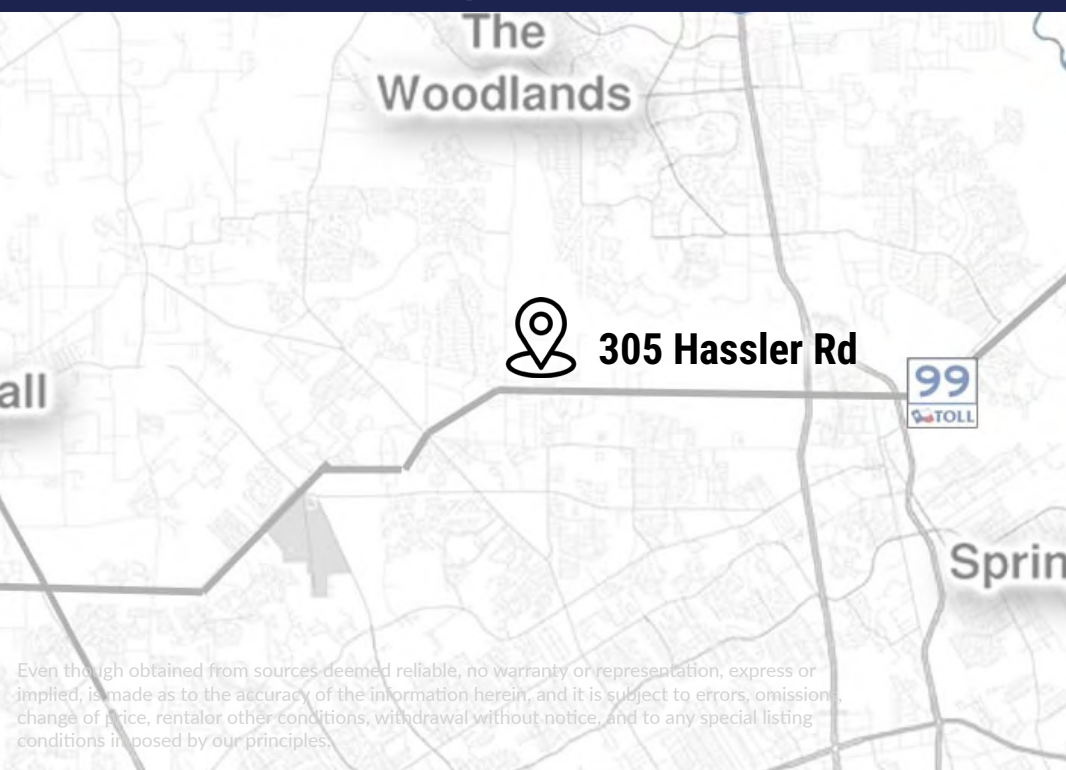 The
Woodlands
305 Hassler Rd
99
TOLL
all
Sprin
Even though obtained from sources deemed reliable, no warranty or representation, express or
implied, is made as to the accuracy of the information herein, and it is subject to errors, omissions,
change of price, rentalor other conditions, withdrawal without notice, and to any special listing
conditions imposed by our principles.